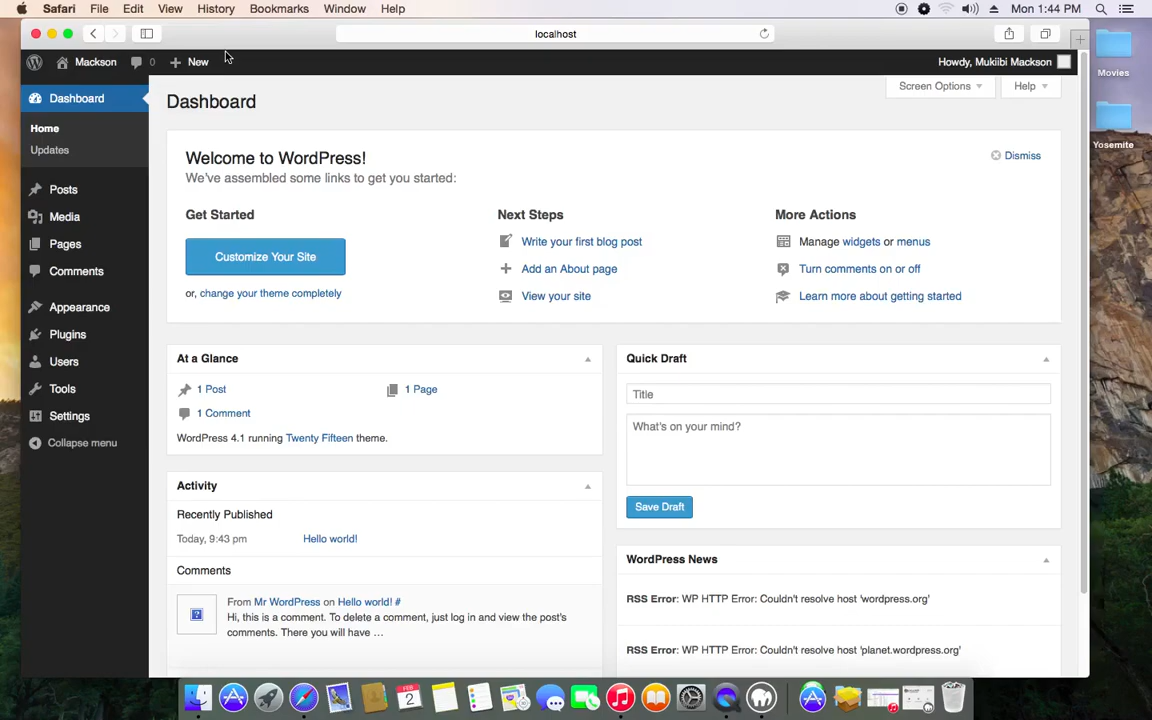 Safari File Edit View History Bookmarks Window Help Mon 1:44 PM
localhost
Mackson 0 New Howdy, Mukiibi Mackson
Movies
Yosemite
Dashboard
Home
Updates
Posts
Media
Pages
Comments
Appearance
Plugins
Users
Tools
Settings
Collapse menu
Dashboard
Screen Options Help
Welcome to WordPress!
Dismiss
We've assembled some links to get you started:
Get Started
Customize Your Site
or, change your theme completely
Next Steps
Write your first blog post
Add an About page
View your site
More Actions
Manage widgets or menus
Turn comments on or off
Learn more about getting started
At a Glance
1 Post 1 Page
1 Comment
WordPress 4.1 running Twenty Fifteen theme.
Activity
Recently Published
Today, 9:43 pm Hello world!
Comments
From Mr WordPress on Hello world! #
Hi, this is a comment. To delete a comment, just log in and view the post's
comments. There you will have …
Quick Draft
Title
What's on your mind?
Save Draft
WordPress News
RSS Error: WP HTTP Error: Couldn't resolve host 'wordpress.org'
RSS Error: WP HTTP Error: Couldn't resolve host 'planet.wordpress.org'
FEB
2